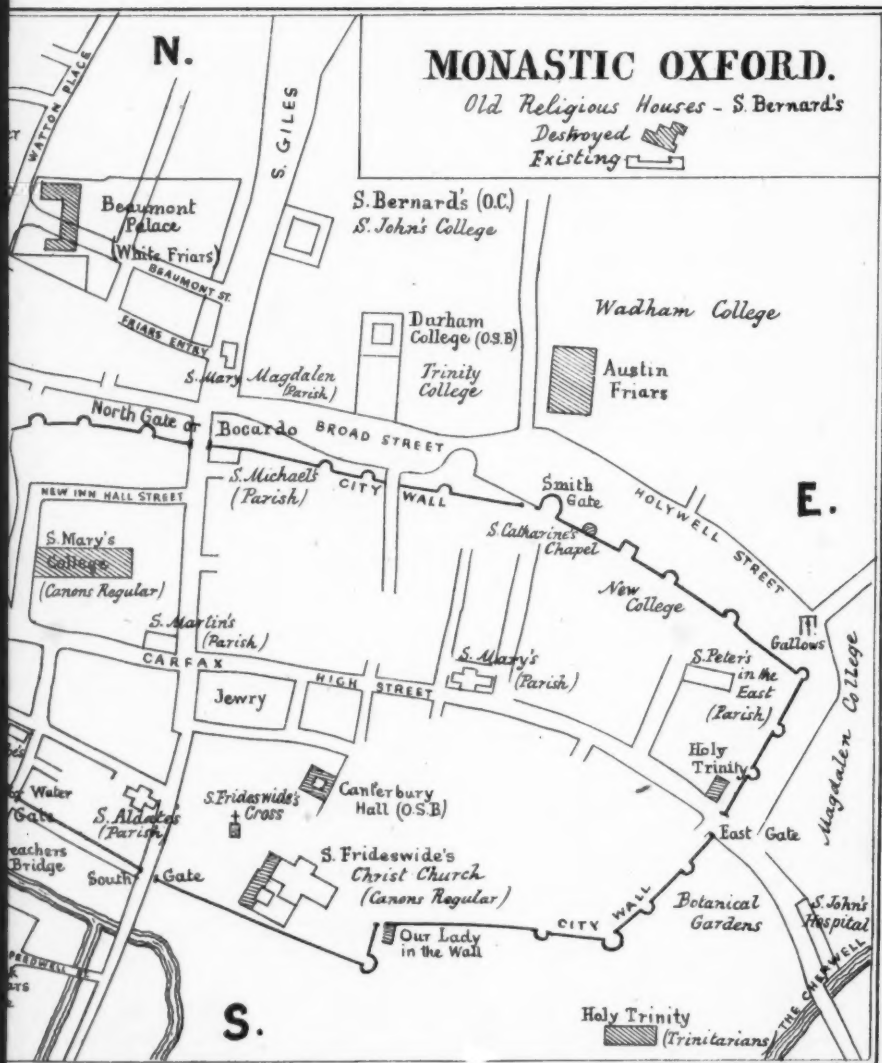 N.
MONASTIC OXFORD.
Old Religious Houses - S. Bernard's
Destroyed
Existing
WATTON PLACE
S. GILES
Beaumont
Palace
(White Friars)
BEAUMONT ST.
FRIARS ENTRY
S. Bernard's (O.C.)
S. John's College
Durham
College (O.S.B)
Trinity
College
Wadham College
Austin
Friars
S. Mary Magdalen
(Parish)
North Gate or Bocardo
BROAD STREET
S. Michael's
(Parish)
CITY WALL
Smith
Gate
HOLYWELL STREET
E.
NEW INN HALL STREET
S. Catharine's
Chapel
S. Mary's
College
(Canons Regular)
New
College
Gallows
S. Martin's
(Parish)
CARFAX
HIGH STREET
S. Mary's
(Parish)
S. Peter's
in the
East
(Parish)
Magdalen College
Jewry
Holy
Trinity
Canterbury
Hall (O.S.B)
S. Frideswide's
Cross
Water
Gate
S. Aldate's
(Parish)
East Gate
Bridge
South Gate
S. Frideswide's
Christ Church
(Canons Regular)
CITY WALL
Botanical
Gardens
S. John's
Hospital
Our Lady
in the Wall
THE CHERWELL
S.
Holy Trinity
(Trinitarians)